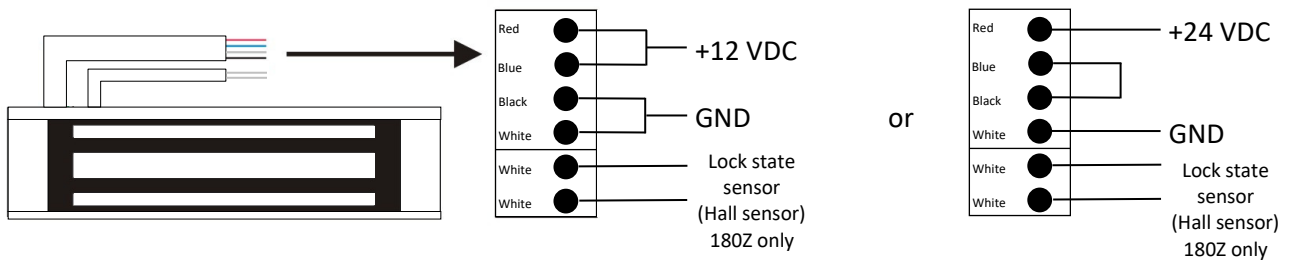 Red
Blue
+12 VDC
Black
White
GND
White
White
Lock state
sensor
(Hall sensor)
180Z only
or
Red
+24 VDC
Blue
Black
White
GND
White
White
Lock state
sensor
(Hall sensor)
180Z only